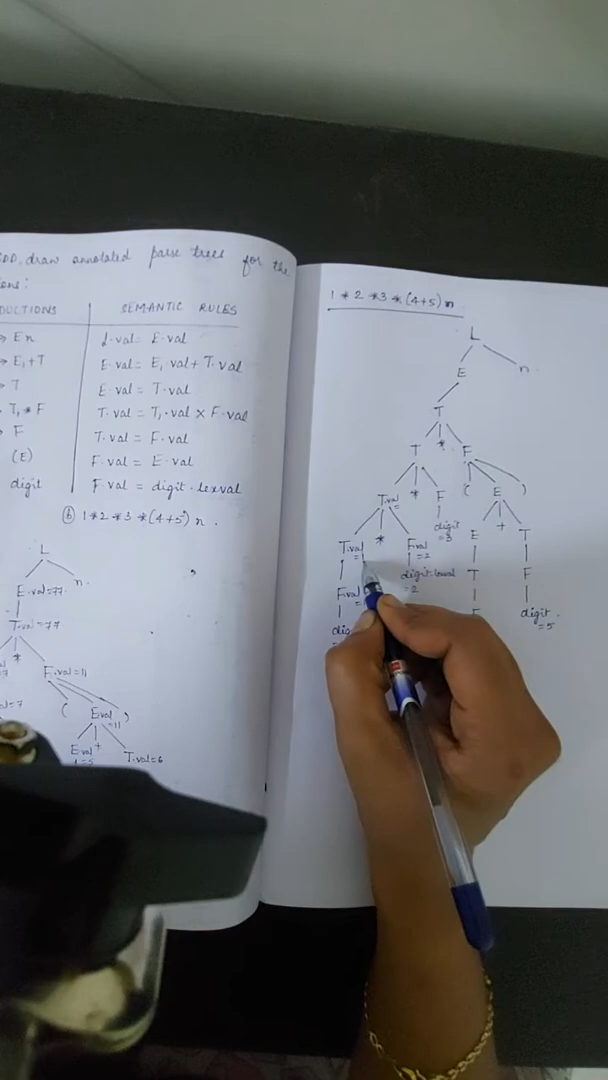 SDD, draw annotated parse trees for the
ions:
DUCTIONS SEMANTIC RULES
→ En L.val = E.val
→ E₁+T E.val = E₁.val + T.val
→ T E.val = T.val
→ T₁*F T.val = T₁.val × F.val
→ F T.val = F.val
(E) F.val = E.val
digit F.val = digit.lexval
(b) 1*2*3*(4+5) n.
L
E.val=77 n.
T.val=77
*
F.val=11
=7
( E.val =11 )
E.val + T.val=6
1*2*3*(4+5) n
L
E n
T
T * F
T.val= * F ( E )
digit =3
E + T
T.val = * F.val =2
F.val = digit.lexval =2 T F
digit =5